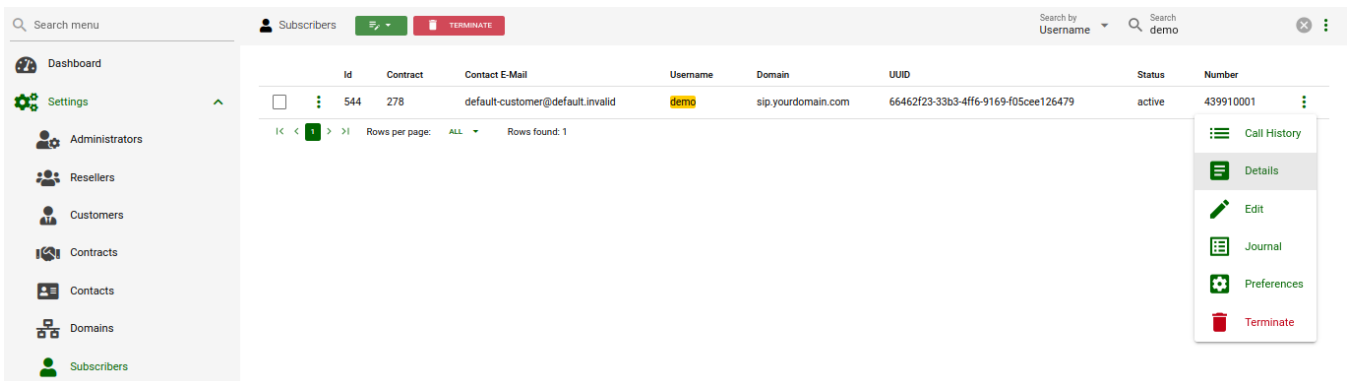 Search menu
Subscribers
TERMINATE
Search by
Username
Search
demo
Dashboard
Settings
Administrators
Resellers
Customers
Contracts
Contacts
Domains
Subscribers
Id Contract Contact E-Mail Username Domain UUID Status Number
544 278 default-customer@default.invalid demo sip.yourdomain.com 66462f23-33b3-4ff6-9169-f05cee126479 active 439910001
1 Rows per page: ALL Rows found: 1
Call History
Details
Edit
Journal
Preferences
Terminate